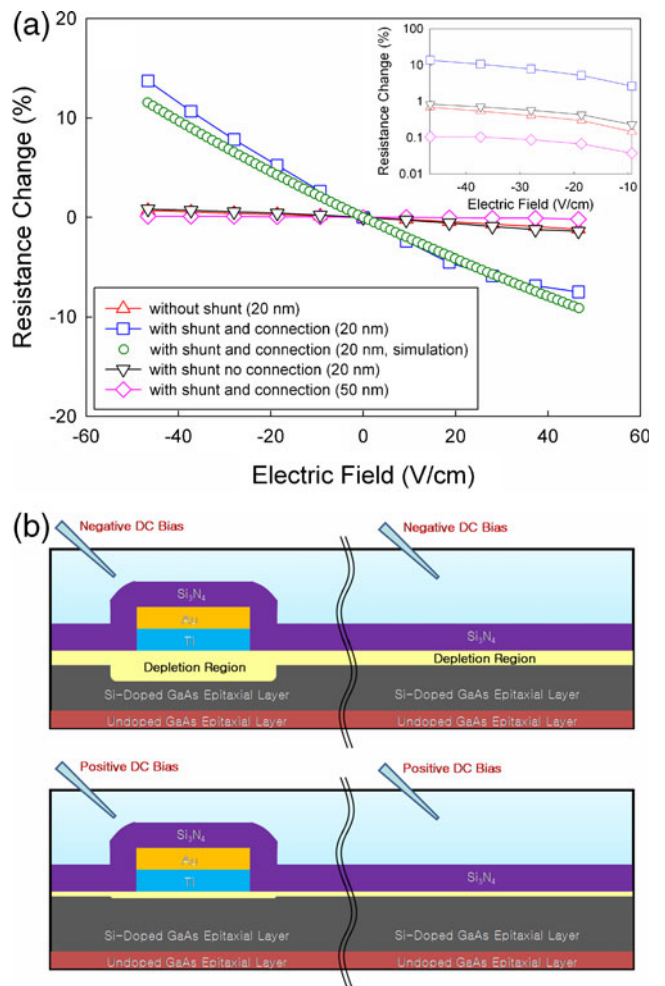 (a)
20
10
0
-10
-20
Resistance Change (%)
-60 -40 -20 0 20 40 60
Electric Field (V/cm)
without shunt (20 nm)
with shunt and connection (20 nm)
with shunt and connection (20 nm, simulation)
with shunt no connection (20 nm)
with shunt and connection (50 nm)
100
10
1
0.1
0.01
Resistance Change (%)
-40 -30 -20 -10
Electric Field (V/cm)
(b)
Negative DC Bias
Negative DC Bias
Si₃N₄
Au
Ti
Si₃N₄
Depletion Region
Depletion Region
Si-Doped GaAs Epitaxial Layer
Si-Doped GaAs Epitaxial Layer
Undoped GaAs Epitaxial Layer
Undoped GaAs Epitaxial Layer
Positive DC Bias
Positive DC Bias
Si₃N₄
Au
Ti
Si₃N₄
Si-Doped GaAs Epitaxial Layer
Si-Doped GaAs Epitaxial Layer
Undoped GaAs Epitaxial Layer
Undoped GaAs Epitaxial Layer